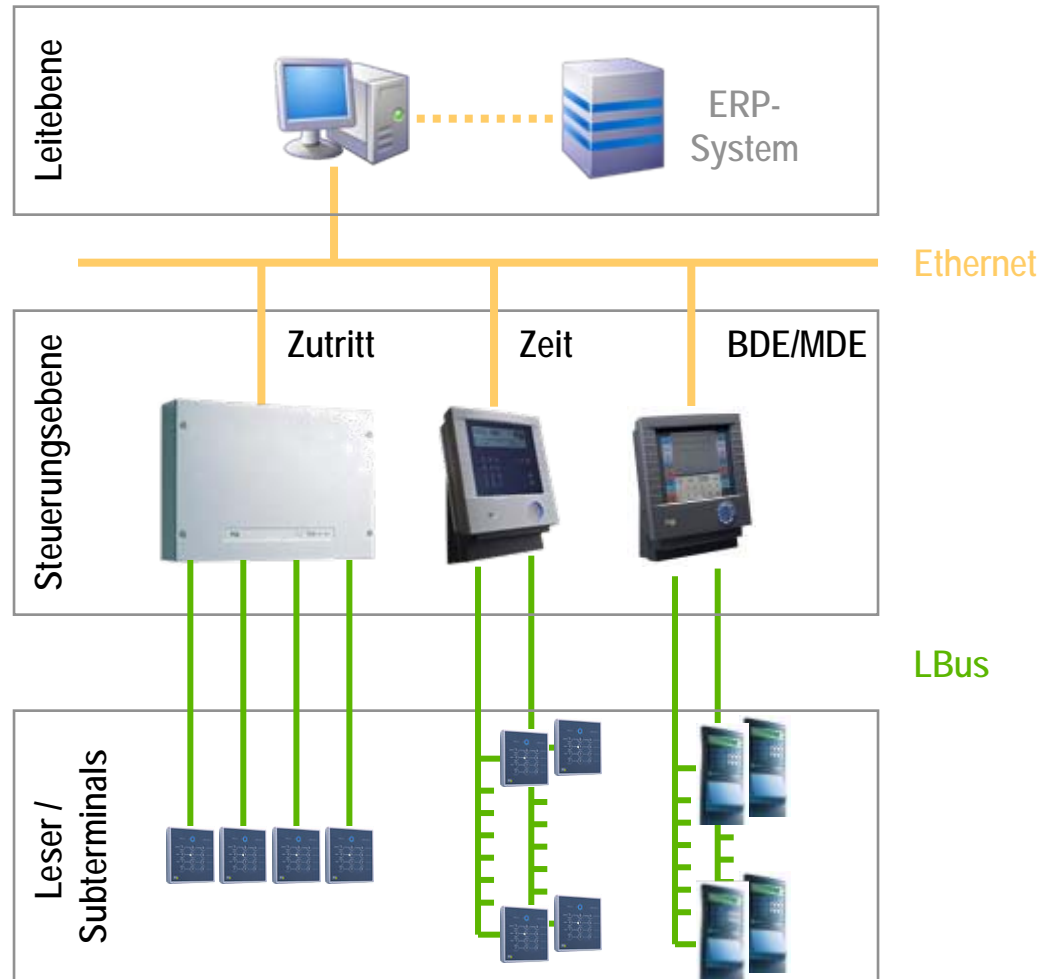 Leitebene
ERP-
System
Ethernet
Steuerungsebene
Zutritt
Zeit
BDE/MDE
LBus
Leser /
Subterminals